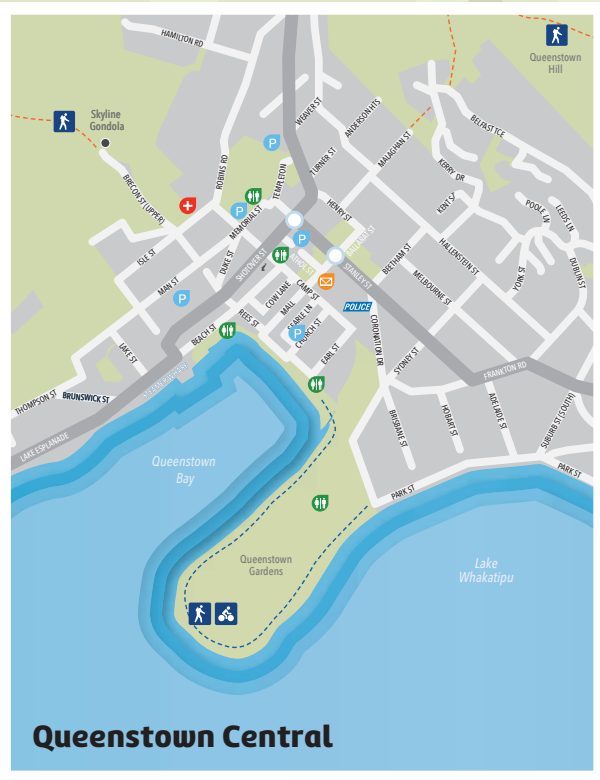 HAMILTON RD
Queenstown
Hill
Skyline
Gondola
WEAVER ST
ANDERSON HTS
MALAGHAN ST
BELFAST TCE
TURNER ST
KERRY DR
ROBINS RD
TEMPLETON
BRECON ST (UPPER)
P
P
MEMORIAL ST
HENRY ST
KENT ST
POOLE LN
LEEDS LN
P
BALLARAT ST
ISLE ST
DUKE ST
SHOTOVER ST
STANLEY ST
BEETHAM ST
HALLENSTEIN ST
YORK ST
DUBLIN ST
MAN ST
P
COW LANE
CAMP ST
MALL
MELBOURNE ST
POLICE
REES ST
SEARLE LN
CHURCH ST
P
BEACH ST
EARL ST
CORONATION DR
SYDNEY ST
LAKE ST
FRANKTON RD
THOMPSON ST
BRUNSWICK ST
STEAMER WHARF
LAKE ESPLANADE
BRISBANE ST
HOBART ST
ADELAIDE ST
SUBURB ST (SOUTH)
PARK ST
PARK ST
Queenstown
Bay
Queenstown
Gardens
Lake
Whakatipu
Queenstown Central